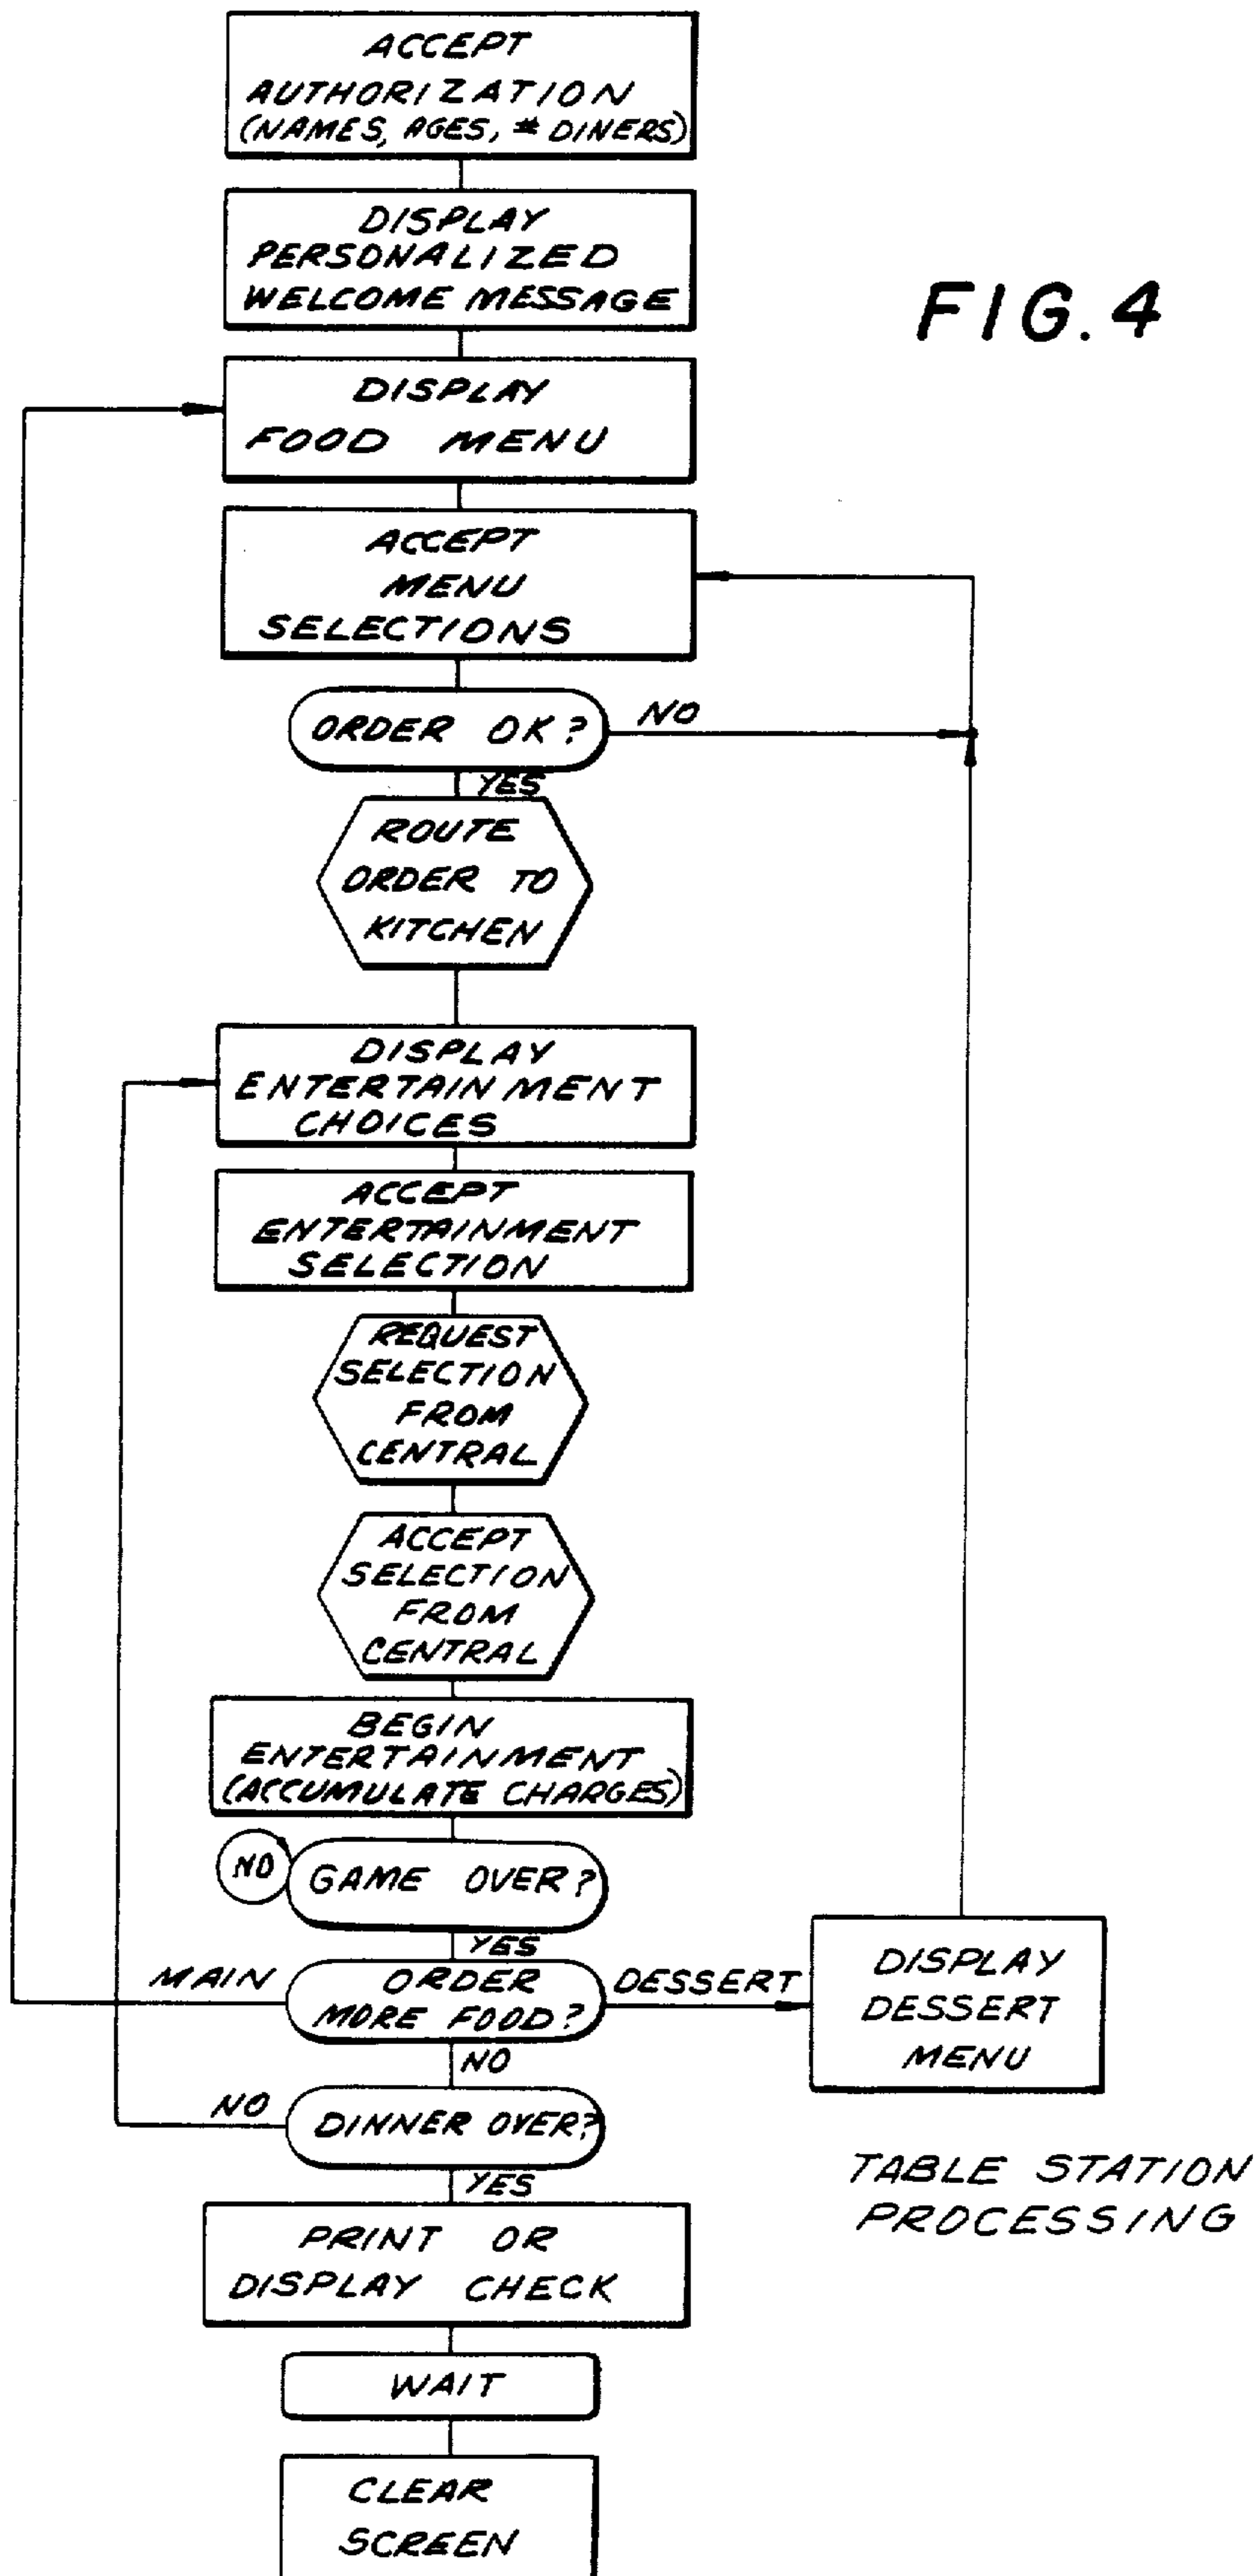 ACCEPT
AUTHORIZATION
(NAMES, AGES, # DINERS)
DISPLAY
PERSONALIZED
WELCOME MESSAGE
FIG. 4
DISPLAY
FOOD MENU
ACCEPT
MENU
SELECTIONS
ORDER OK?
NO
YES
ROUTE
ORDER TO
KITCHEN
DISPLAY
ENTERTAINMENT
CHOICES
ACCEPT
ENTERTAINMENT
SELECTION
REQUEST
SELECTION
FROM
CENTRAL
ACCEPT
SELECTION
FROM
CENTRAL
BEGIN
ENTERTAINMENT
(ACCUMULATE CHARGES)
NO
GAME OVER?
YES
MAIN
ORDER
MORE FOOD?
DESSERT
DISPLAY
DESSERT
MENU
NO
NO
DINNER OVER?
YES
TABLE STATION
PROCESSING
PRINT OR
DISPLAY CHECK
WAIT
CLEAR
SCREEN